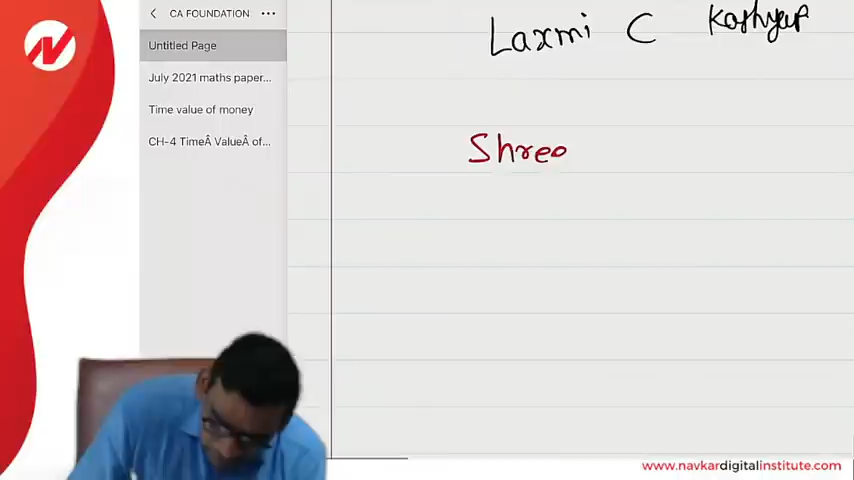 CA FOUNDATION
Untitled Page
July 2021 maths paper...
Time value of money
CH-4 TimeÂ ValueÂ of...
Laxmi C Kashyap
Shree
www.navkardigitalinstitute.com